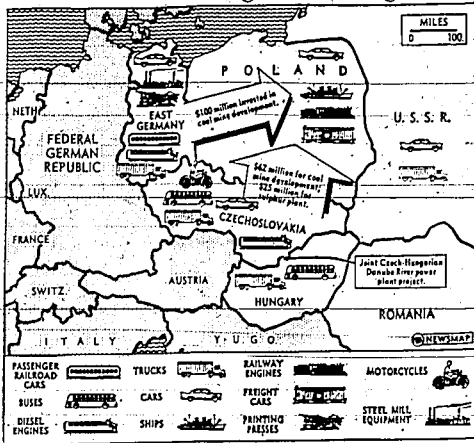 MILES
0 100
POLAND
$100 million invested in
coal mine development.
U. S. S. R.
NETH.
EAST
GERMANY
FEDERAL
GERMAN
REPUBLIC
$62 million for coal
mine development;
$25 million for
sulphur plant.
LUX.
CZECHOSLOVAKIA
FRANCE
Joint Czech-Hungarian
Danube River power
plant project.
AUSTRIA
SWITZ.
HUNGARY
ROMANIA
ITALY
YUGO.
NEWSMAP
PASSENGER
RAILROAD
CARS
TRUCKS
RAILWAY
ENGINES
MOTORCYCLES
BUSES
CARS
FREIGHT
CARS
DIESEL
ENGINES
SHIPS
PRINTING
PRESSES
STEEL MILL
EQUIPMENT